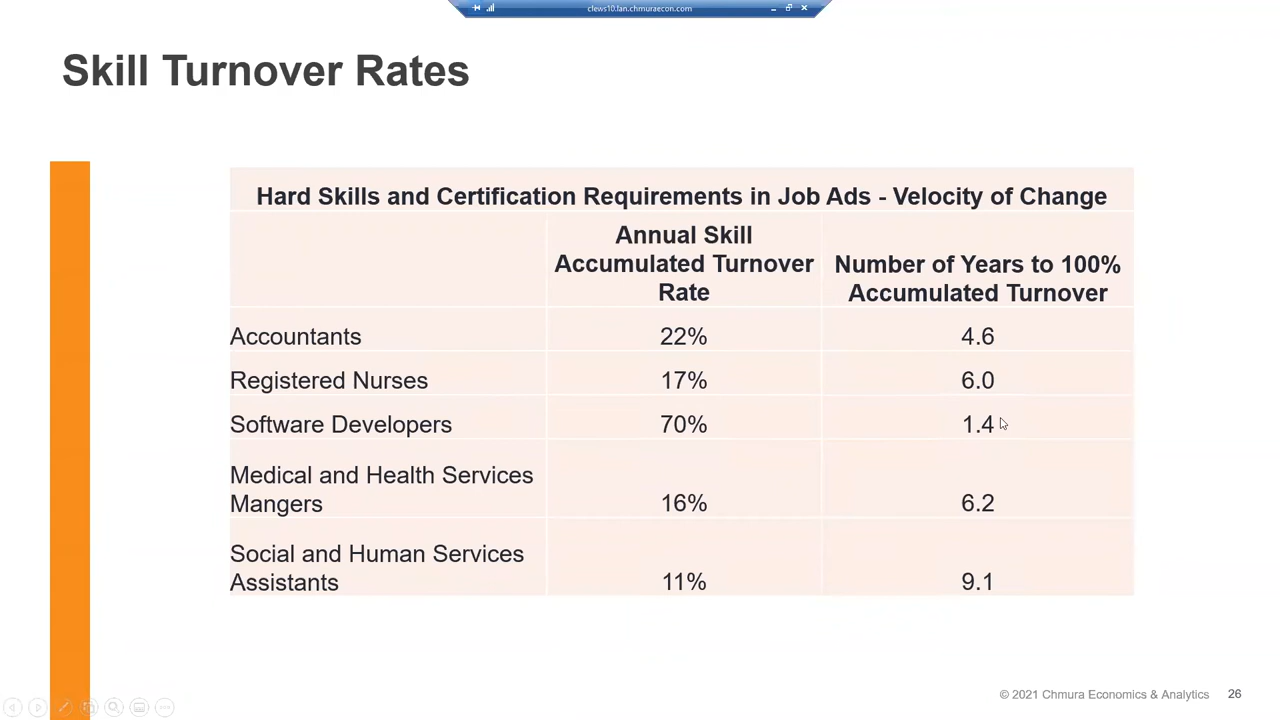 clews10.lan.chmuraecon.com
Skill Turnover Rates
Hard Skills and Certification Requirements in Job Ads - Velocity of Change
Annual Skill
Accumulated Turnover
Rate
Number of Years to 100%
Accumulated Turnover
Accountants 22% 4.6
Registered Nurses 17% 6.0
Software Developers 70% 1.4
Medical and Health Services
Mangers 16% 6.2
Social and Human Services
Assistants 11% 9.1
© 2021 Chmura Economics & Analytics 26